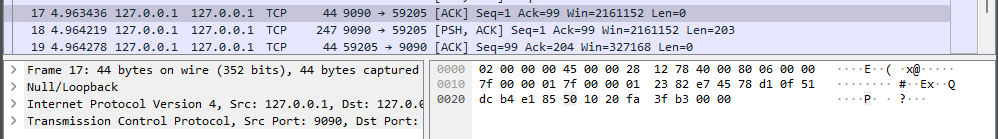 17 4.963436 127.0.0.1 127.0.0.1 TCP 44 9090 → 59205 [ACK] Seq=1 Ack=99 Win=2161152 Len=0
18 4.964219 127.0.0.1 127.0.0.1 TCP 247 9090 → 59205 [PSH, ACK] Seq=1 Ack=99 Win=2161152 Len=203
19 4.964278 127.0.0.1 127.0.0.1 TCP 44 59205 → 9090 [ACK] Seq=99 Ack=204 Win=327168 Len=0
Frame 17: 44 bytes on wire (352 bits), 44 bytes captured
Null/Loopback
Internet Protocol Version 4, Src: 127.0.0.1, Dst: 127.0.0
Transmission Control Protocol, Src Port: 9090, Dst Port:
0000 02 00 00 00 45 00 00 28 12 78 40 00 80 06 00 00 ····E··( ·x@·····
0010 7f 00 00 01 7f 00 00 01 23 82 e7 45 78 d1 0f 51 ········ #··Ex··Q
0020 dc b4 e1 85 50 10 20 fa 3f b3 00 00 ····P· · ?···